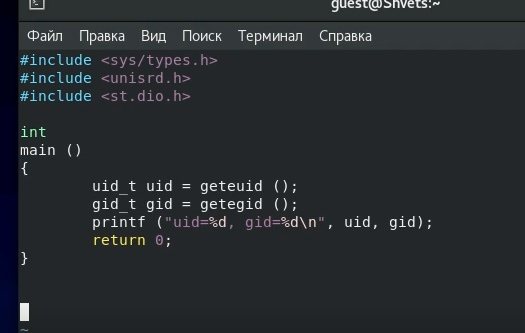 guest@Shvets:~
Файл Правка Вид Поиск Терминал Справка
#include <sys/types.h>
#include <unisrd.h>
#include <st.dio.h>
int
main ()
{
uid_t uid = geteuid ();
gid_t gid = getegid ();
printf ("uid=%d, gid=%d\n", uid, gid);
return 0;
}
~